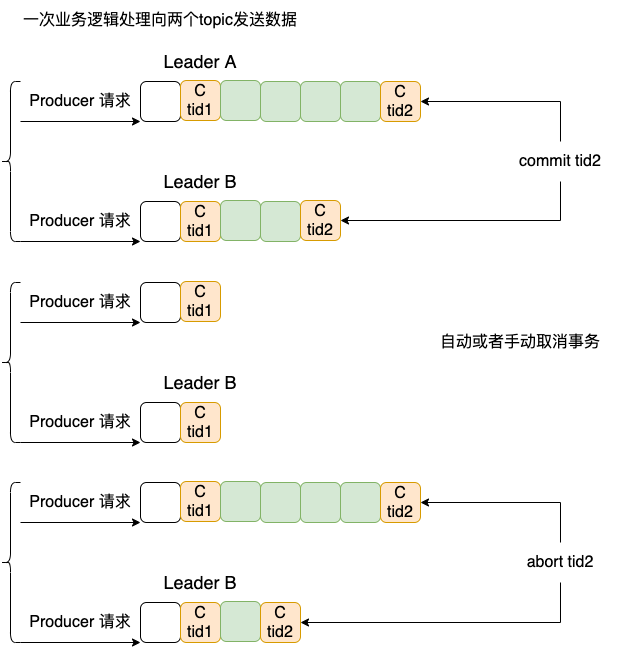 一次业务逻辑处理向两个topic发送数据
Leader A
Producer 请求
C
tid1
C
tid2
commit tid2
Leader B
Producer 请求
C
tid1
C
tid2
Producer 请求
C
tid1
自动或者手动取消事务
Leader B
Producer 请求
C
tid1
Producer 请求
C
tid1
C
tid2
abort tid2
Leader B
Producer 请求
C
tid1
C
tid2